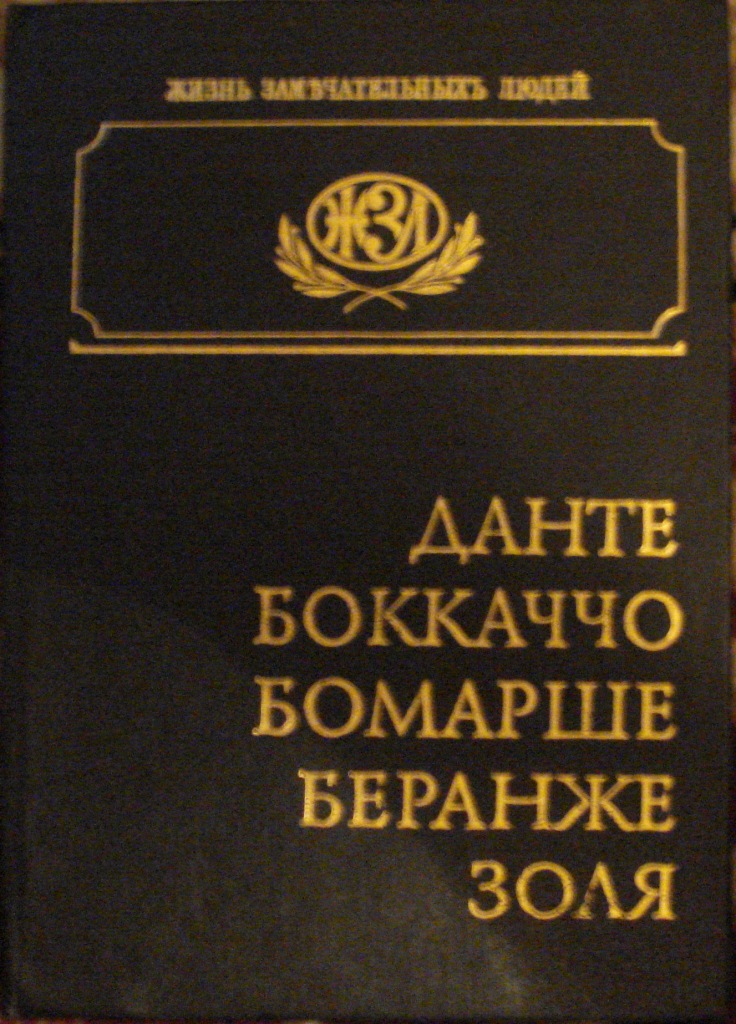 ЖИЗНЬ ЗАМѢЧАТЕЛЬНЫХЪ ЛЮДЕЙ
ЖЗЛ
ДАНТЕ
БОККАЧЧО
БОМАРШЕ
БЕРАНЖЕ
ЗОЛЯ